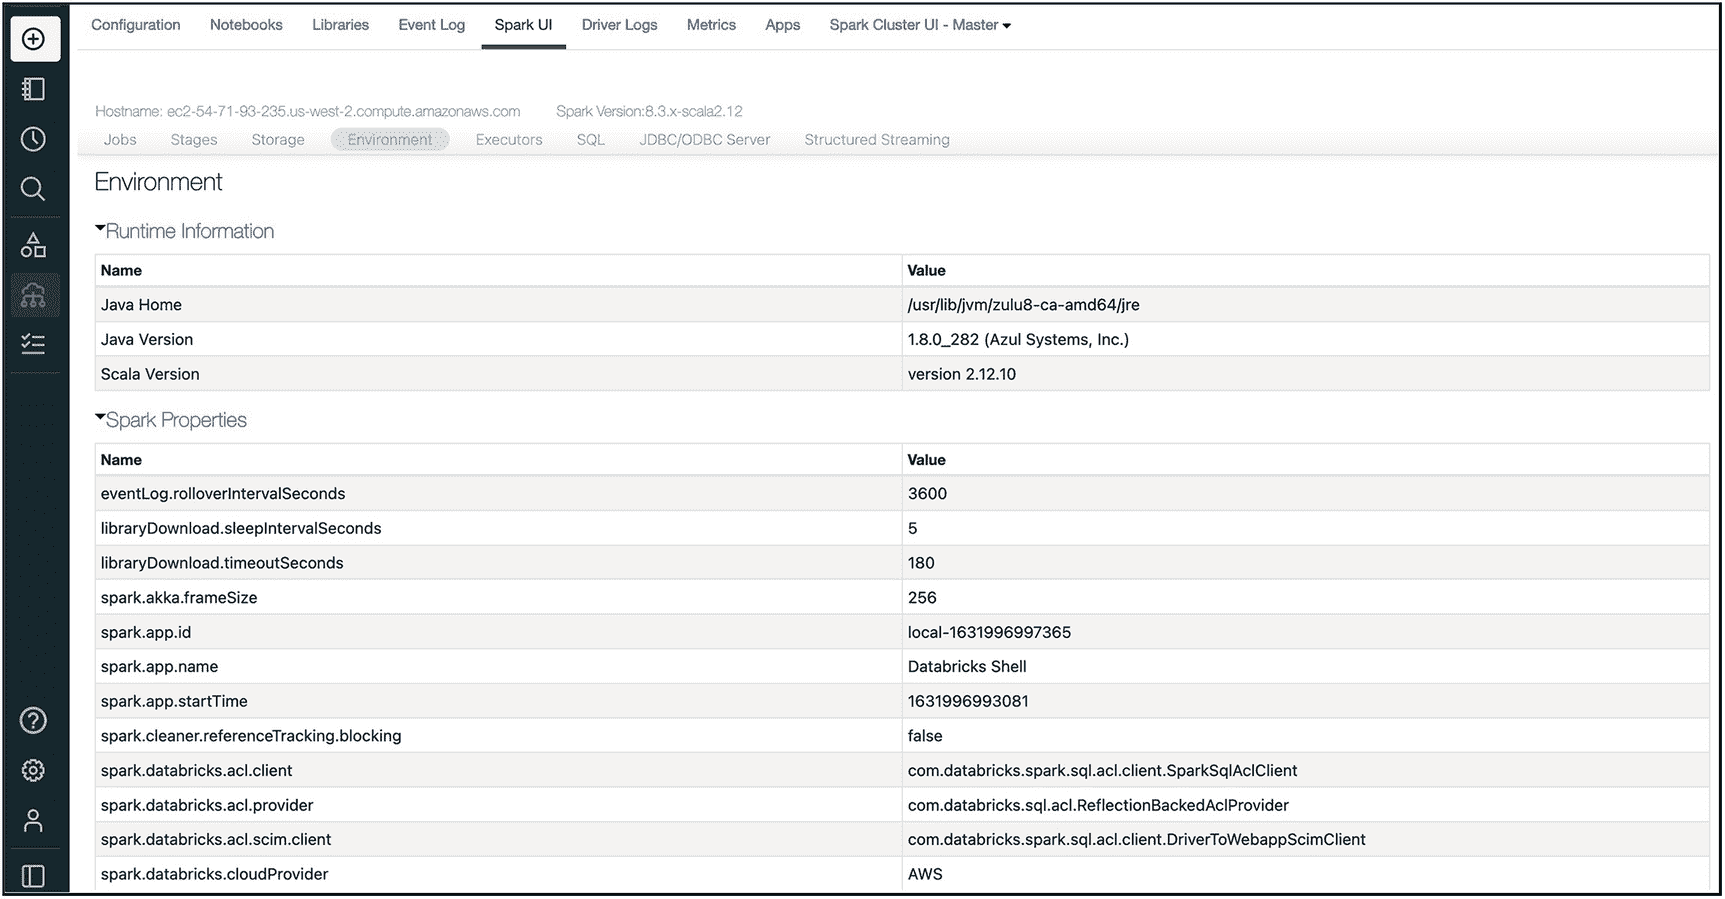 Configuration Notebooks Libraries Event Log Spark UI Driver Logs Metrics Apps Spark Cluster UI - Master
Hostname: ec2-54-71-93-235.us-west-2.compute.amazonaws.com Spark Version:8.3.x-scala2.12
Jobs Stages Storage Environment Executors SQL JDBC/ODBC Server Structured Streaming
Environment
Runtime Information
Name Value
Java Home /usr/lib/jvm/zulu8-ca-amd64/jre
Java Version 1.8.0_282 (Azul Systems, Inc.)
Scala Version version 2.12.10
Spark Properties
Name Value
eventLog.rolloverIntervalSeconds 3600
libraryDownload.sleepIntervalSeconds 5
libraryDownload.timeoutSeconds 180
spark.akka.frameSize 256
spark.app.id local-1631996997365
spark.app.name Databricks Shell
spark.app.startTime 1631996993081
spark.cleaner.referenceTracking.blocking false
spark.databricks.acl.client com.databricks.spark.sql.acl.client.SparkSqlAclClient
spark.databricks.acl.provider com.databricks.sql.acl.ReflectionBackedAclProvider
spark.databricks.acl.scim.client com.databricks.spark.sql.acl.client.DriverToWebappScimClient
spark.databricks.cloudProvider AWS